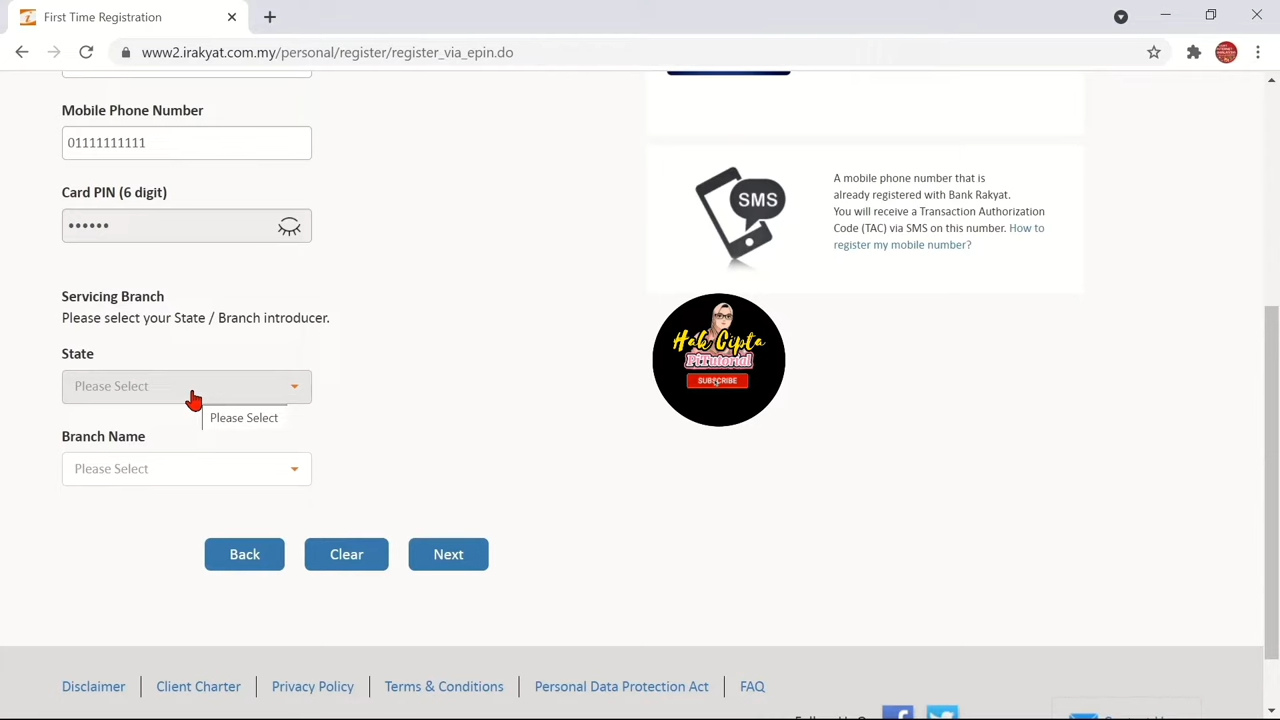 First Time Registration
www2.irakyat.com.my/personal/register/register_via_epin.do
Mobile Phone Number
01111111111
Card PIN (6 digit)
••••••
Servicing Branch
Please select your State / Branch introducer.
State
Please Select
Please Select
Branch Name
Please Select
Back
Clear
Next
SMS
A mobile phone number that is
already registered with Bank Rakyat.
You will receive a Transaction Authorization
Code (TAC) via SMS on this number. How to
register my mobile number?
Hak Cipta
PiTutorial
SUBSCRIBE
Disclaimer
Client Charter
Privacy Policy
Terms & Conditions
Personal Data Protection Act
FAQ